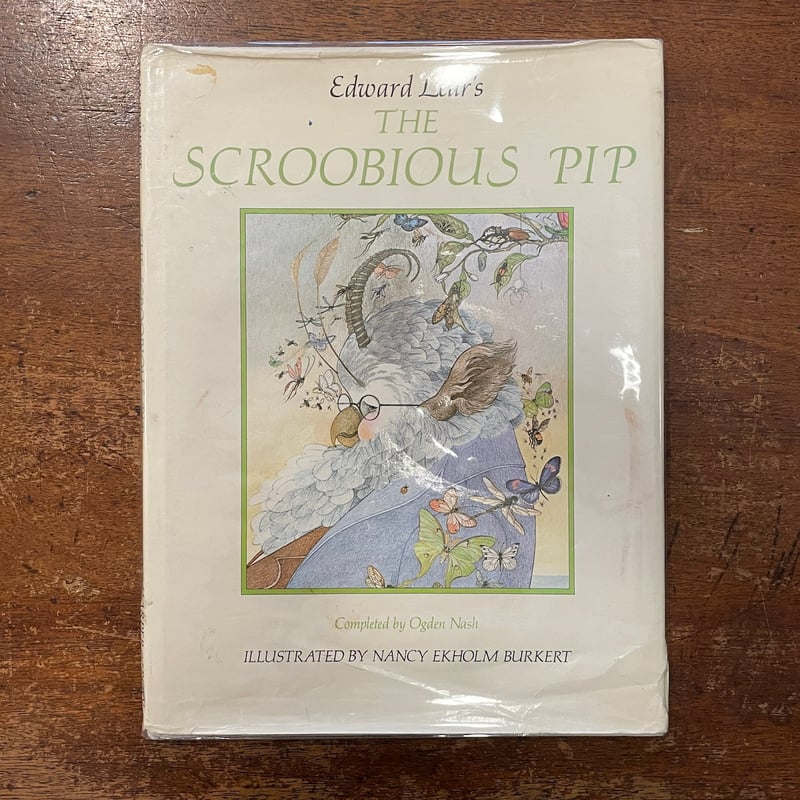 Edward Lear's
THE
SCROOBIOUS PIP
Completed by Ogden Nash
ILLUSTRATED BY NANCY EKHOLM BURKERT